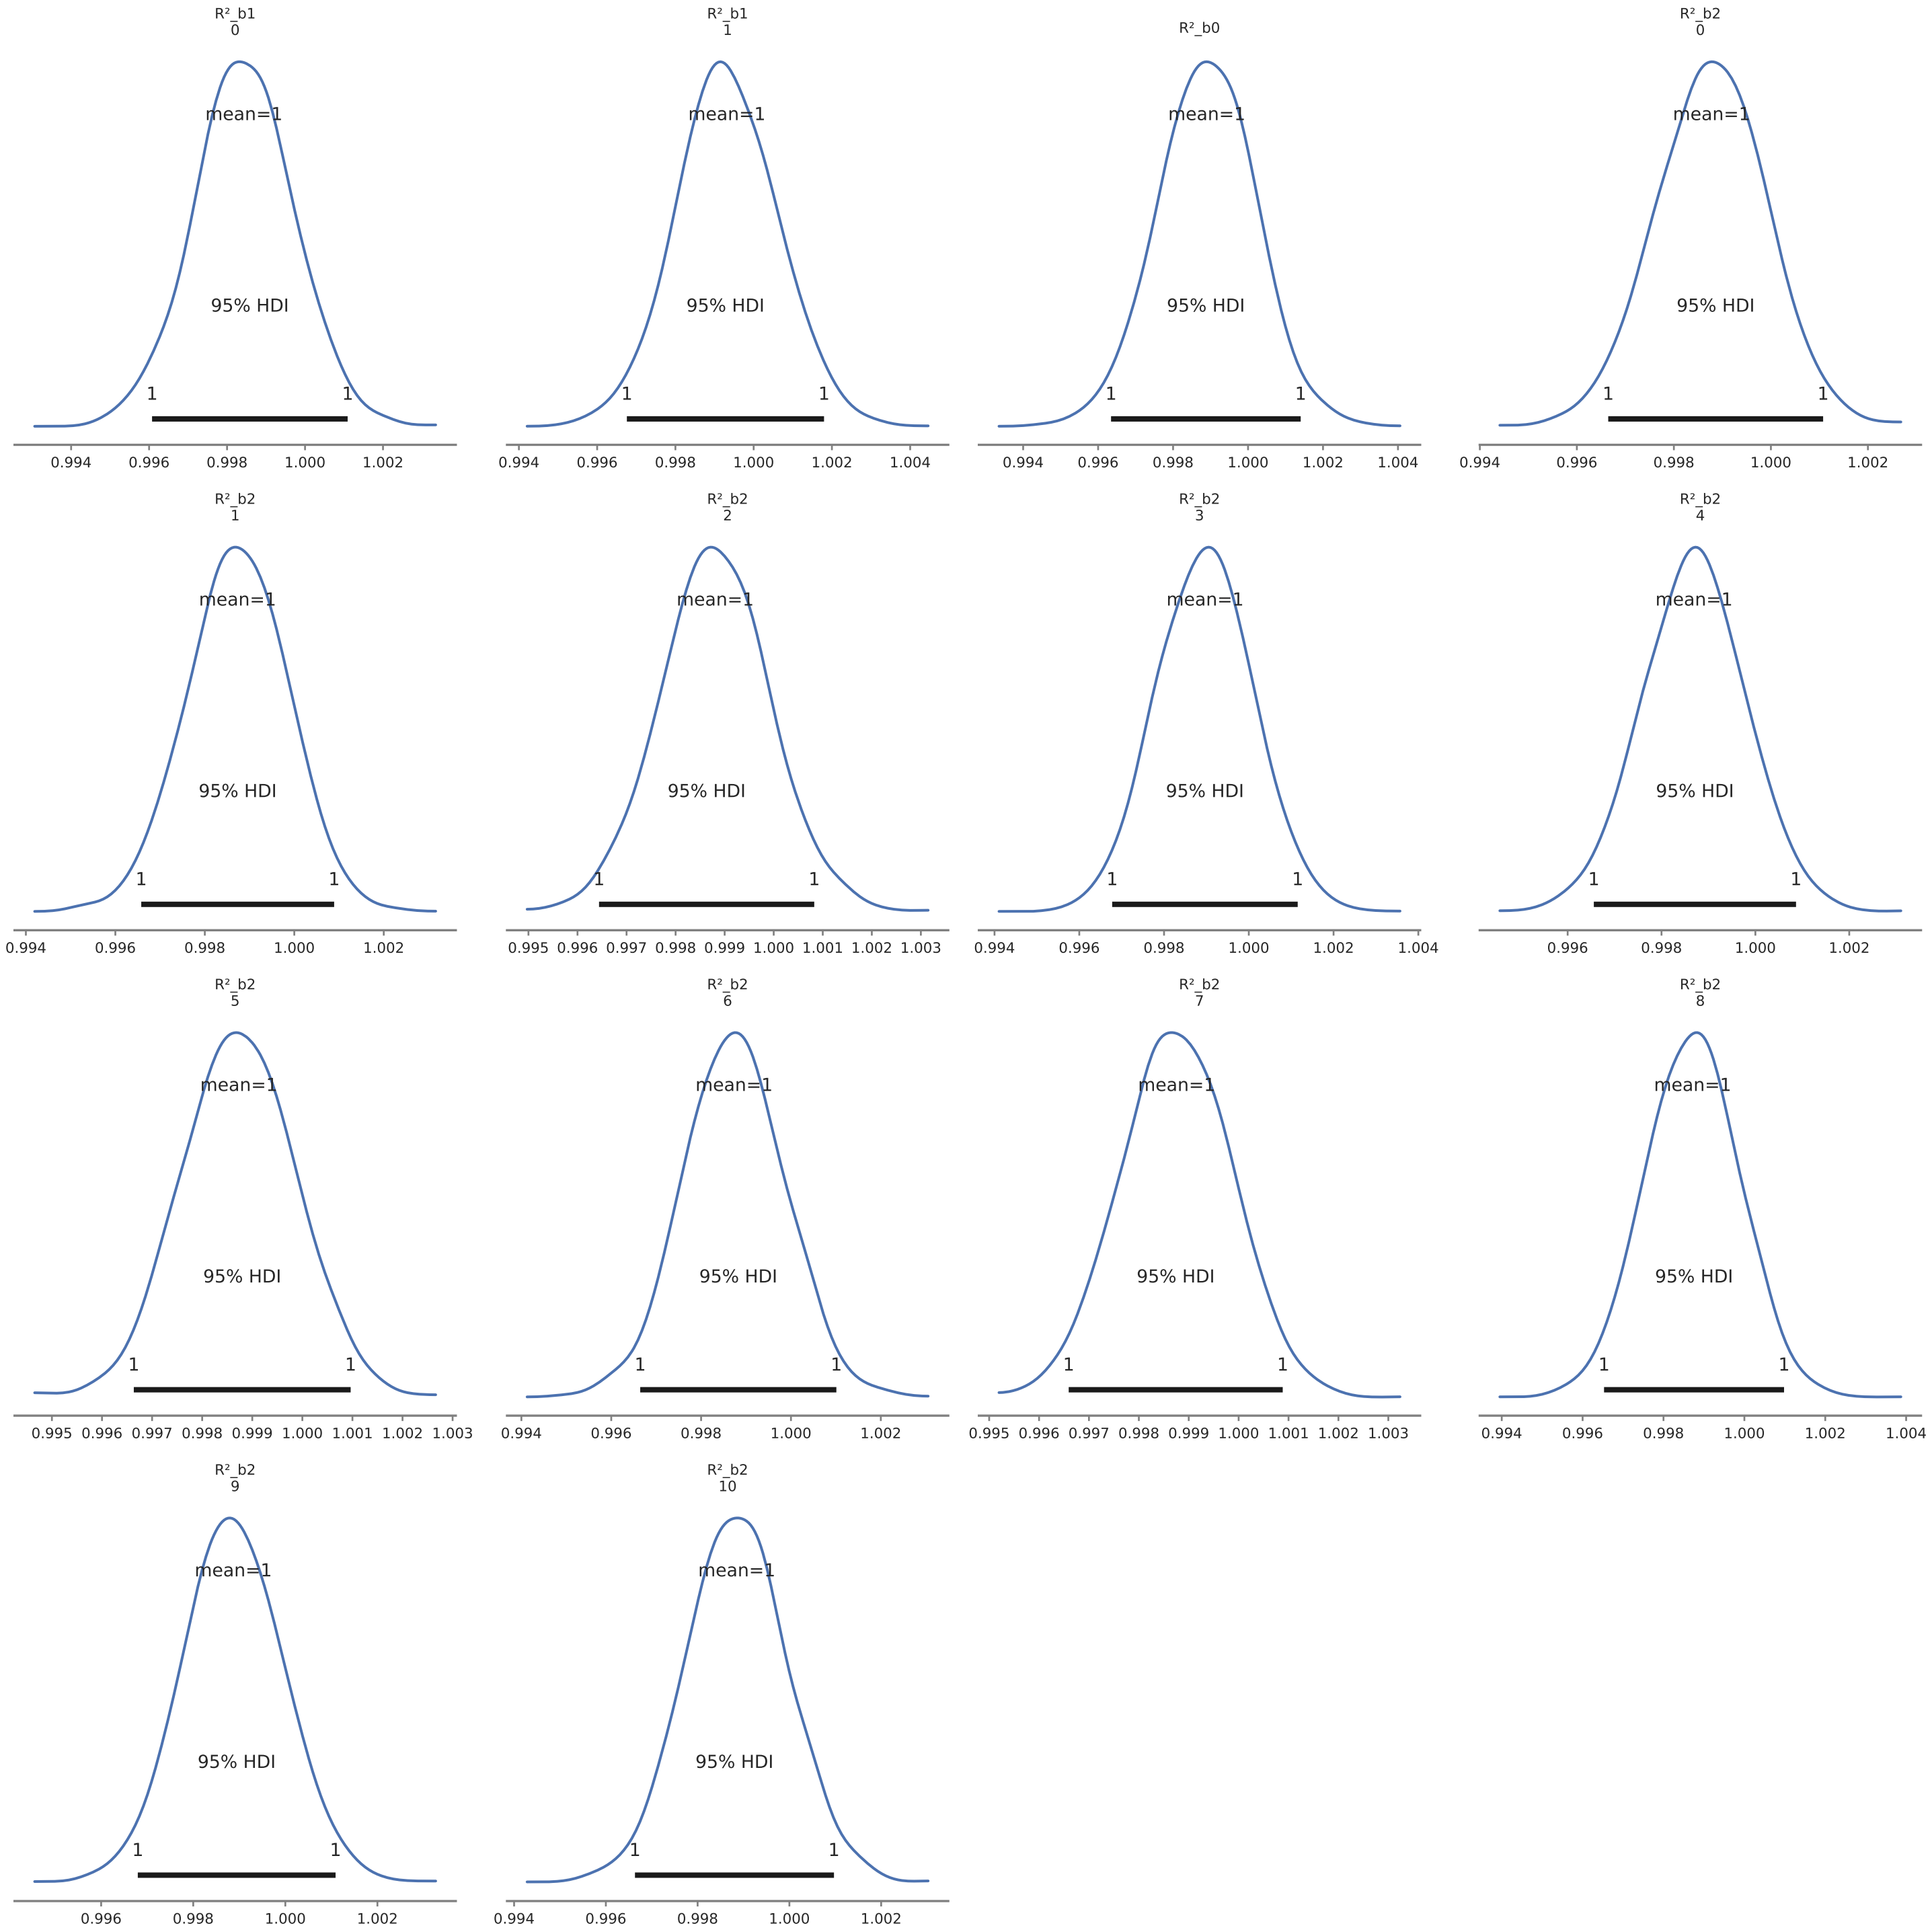 R²_b1
0
mean=1
95% HDI
1 1
0.994 0.996 0.998 1.000 1.002
R²_b1
1
mean=1
95% HDI
1 1
0.994 0.996 0.998 1.000 1.002 1.004
R²_b0
mean=1
95% HDI
1 1
0.994 0.996 0.998 1.000 1.002 1.004
R²_b2
0
mean=1
95% HDI
1 1
0.994 0.996 0.998 1.000 1.002
R²_b2
1
mean=1
95% HDI
1 1
0.994 0.996 0.998 1.000 1.002
R²_b2
2
mean=1
95% HDI
1 1
0.995 0.996 0.997 0.998 0.999 1.000 1.001 1.002 1.003
R²_b2
3
mean=1
95% HDI
1 1
0.994 0.996 0.998 1.000 1.002 1.004
R²_b2
4
mean=1
95% HDI
1 1
0.996 0.998 1.000 1.002
R²_b2
5
mean=1
95% HDI
1 1
0.995 0.996 0.997 0.998 0.999 1.000 1.001 1.002 1.003
R²_b2
6
mean=1
95% HDI
1 1
0.994 0.996 0.998 1.000 1.002
R²_b2
7
mean=1
95% HDI
1 1
0.995 0.996 0.997 0.998 0.999 1.000 1.001 1.002 1.003
R²_b2
8
mean=1
95% HDI
1 1
0.994 0.996 0.998 1.000 1.002 1.004
R²_b2
9
mean=1
95% HDI
1 1
0.996 0.998 1.000 1.002
R²_b2
10
mean=1
95% HDI
1 1
0.994 0.996 0.998 1.000 1.002